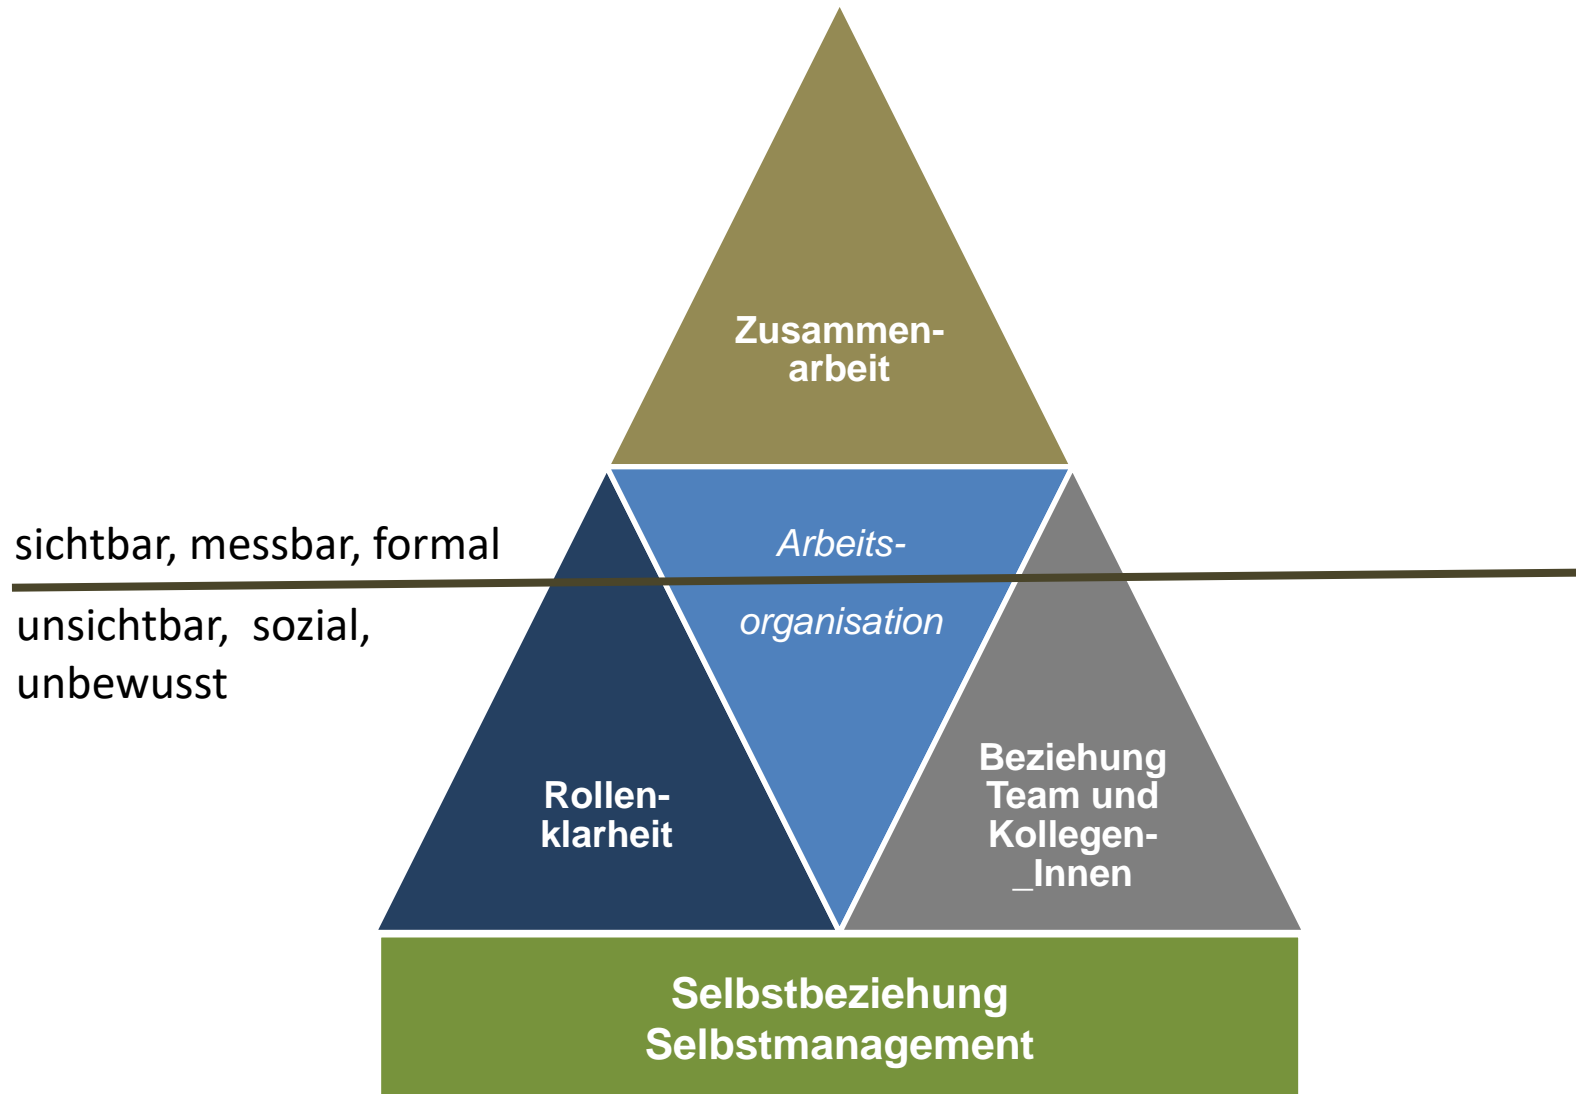 Zusammen-
arbeit
sichtbar, messbar, formal
Arbeits-
unsichtbar,  sozial,
unbewusst
organisation
Rollen-
klarheit
Beziehung
Team und
Kollegen-
_Innen
Selbstbeziehung
Selbstmanagement